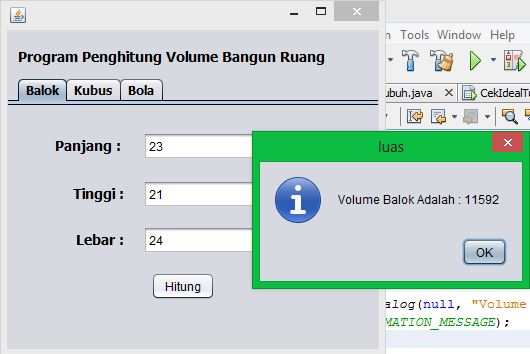 Program Penghitung Volume Bangun Ruang
Balok Kubus Bola
Panjang : 23
Tinggi : 21
Lebar : 24
Hitung
luas
Volume Balok Adalah : 11592
OK
Tools Window Help
ubuh.java CekIdealTu
alog(null, "Volume
MATION_MESSAGE);